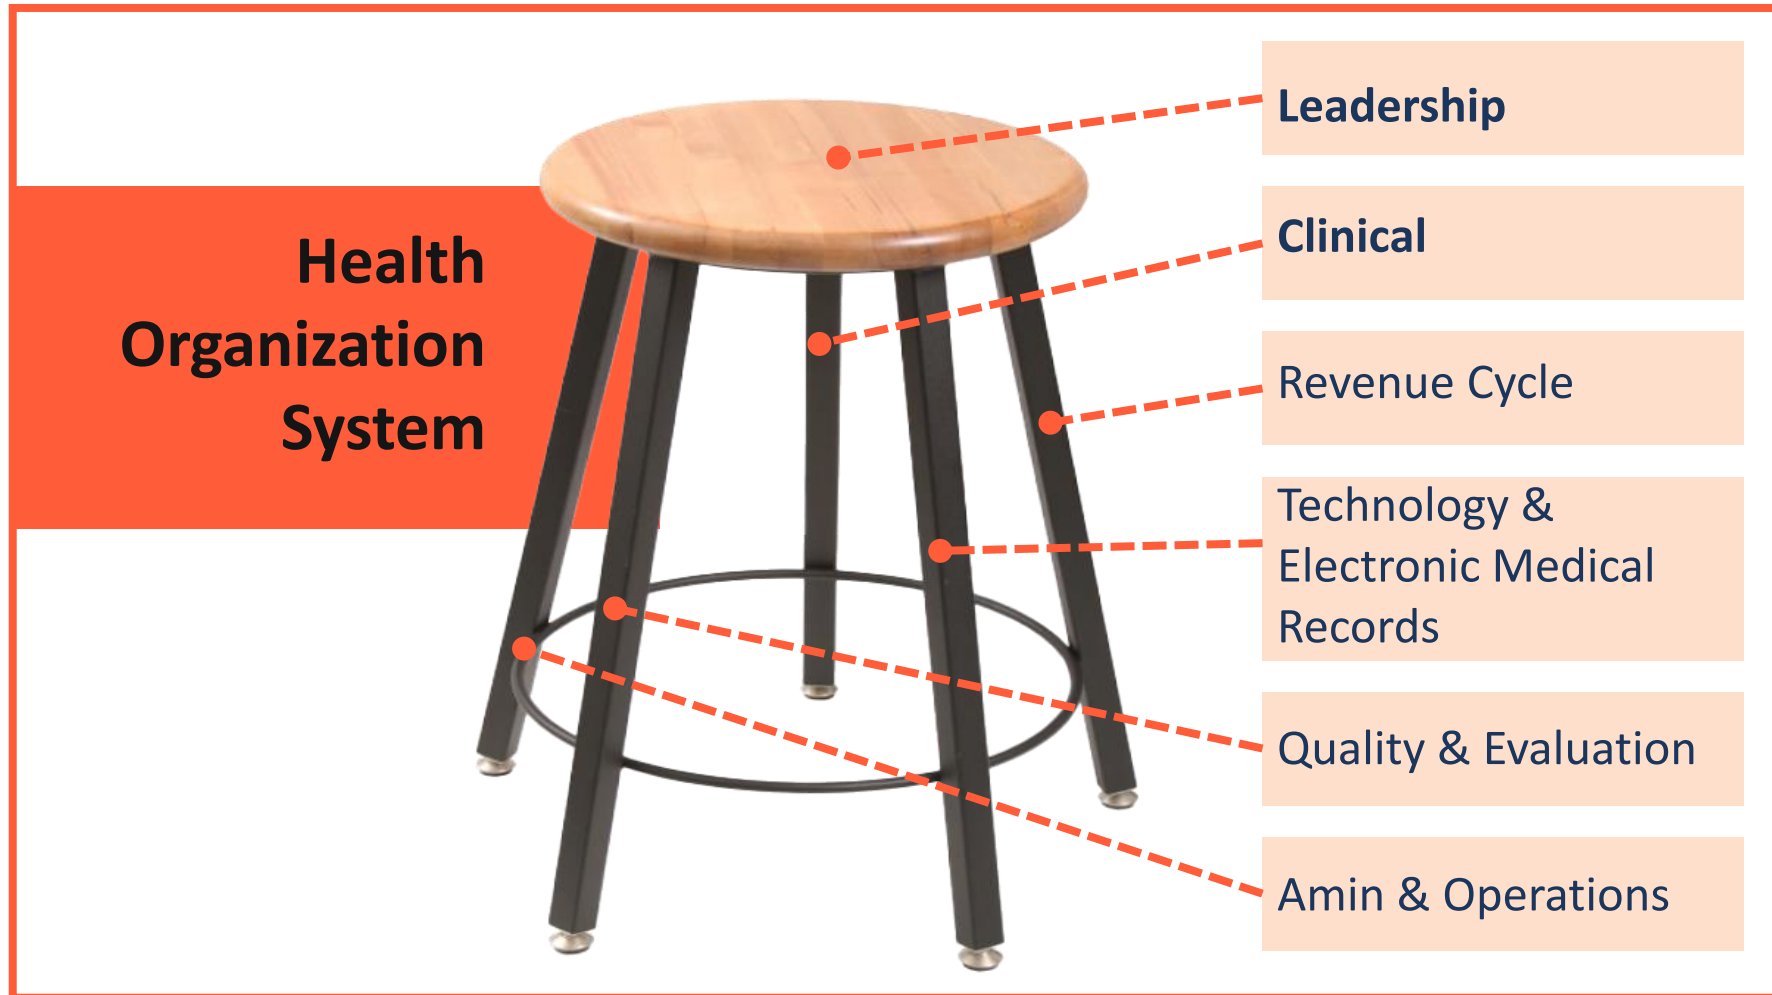 Health
Organization
System
Leadership
Clinical
Revenue Cycle
Technology &
Electronic Medical
Records
Quality & Evaluation
Amin & Operations